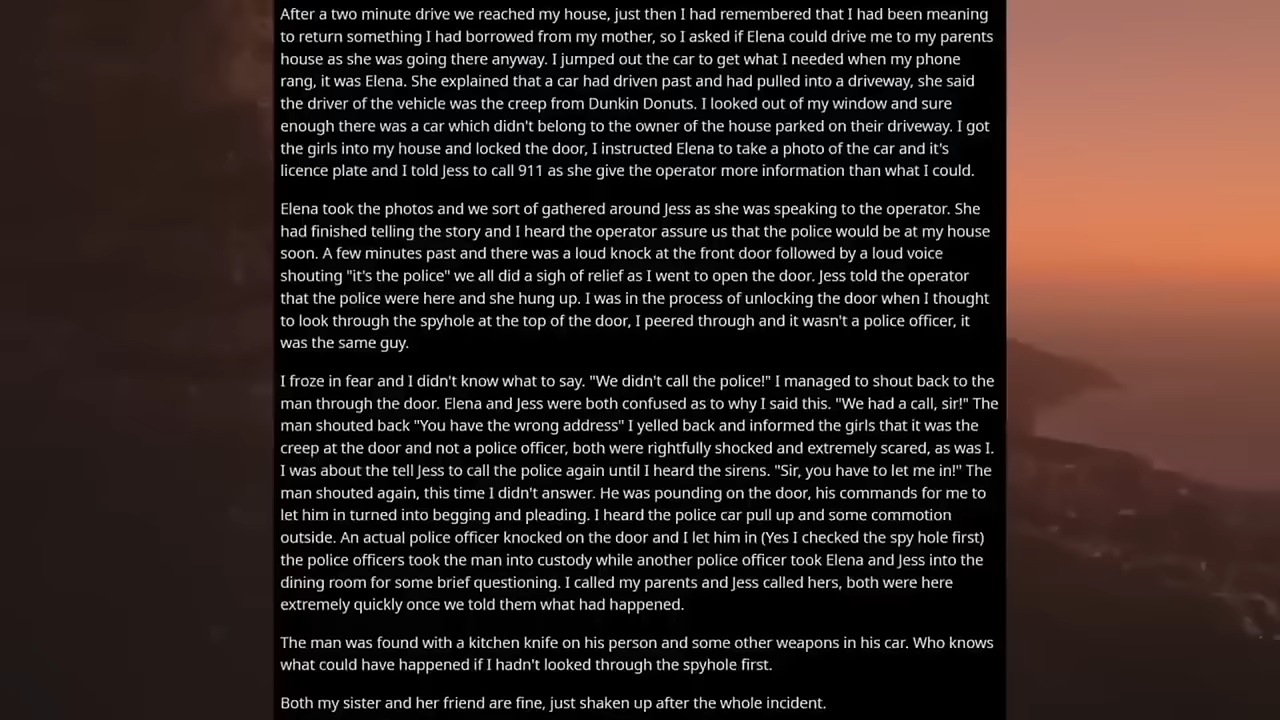 After a two minute drive we reached my house, just then I had remembered that I had been meaning
to return something I had borrowed from my mother, so I asked if Elena could drive me to my parents
house as she was going there anyway. I jumped out the car to get what I needed when my phone
rang, it was Elena. She explained that a car had driven past and had pulled into a driveway, she said
the driver of the vehicle was the creep from Dunkin Donuts. I looked out of my window and sure
enough there was a car which didn't belong to the owner of the house parked on their driveway. I got
the girls into my house and locked the door, I instructed Elena to take a photo of the car and it's
licence plate and I told Jess to call 911 as she give the operator more information than what I could.
Elena took the photos and we sort of gathered around Jess as she was speaking to the operator. She
had finished telling the story and I heard the operator assure us that the police would be at my house
soon. A few minutes past and there was a loud knock at the front door followed by a loud voice
shouting "it's the police" we all did a sigh of relief as I went to open the door. Jess told the operator
that the police were here and she hung up. I was in the process of unlocking the door when I thought
to look through the spyhole at the top of the door, I peered through and it wasn't a police officer, it
was the same guy.
I froze in fear and I didn't know what to say. "We didn't call the police!" I managed to shout back to the
man through the door. Elena and Jess were both confused as to why I said this. "We had a call, sir!" The
man shouted back "You have the wrong address" I yelled back and informed the girls that it was the
creep at the door and not a police officer, both were rightfully shocked and extremely scared, as was I.
I was about the tell Jess to call the police again until I heard the sirens. "Sir, you have to let me in!" The
man shouted again, this time I didn't answer. He was pounding on the door, his commands for me to
let him in turned into begging and pleading. I heard the police car pull up and some commotion
outside. An actual police officer knocked on the door and I let him in (Yes I checked the spy hole first)
the police officers took the man into custody while another police officer took Elena and Jess into the
dining room for some brief questioning. I called my parents and Jess called hers, both were here
extremely quickly once we told them what had happened.
The man was found with a kitchen knife on his person and some other weapons in his car. Who knows
what could have happened if I hadn't looked through the spyhole first.
Both my sister and her friend are fine, just shaken up after the whole incident.